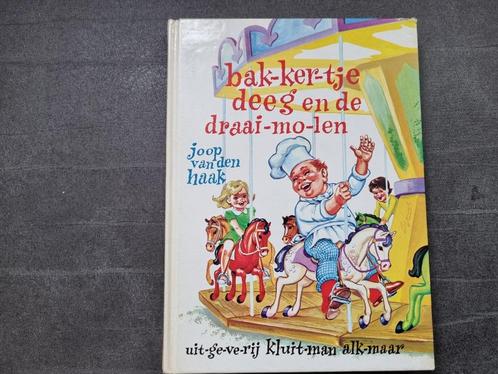 bak-ker-tje
deeg en de
draai-mo-len
joop
van den
haak
uit-ge-ve-rij kluit-man alk-maar